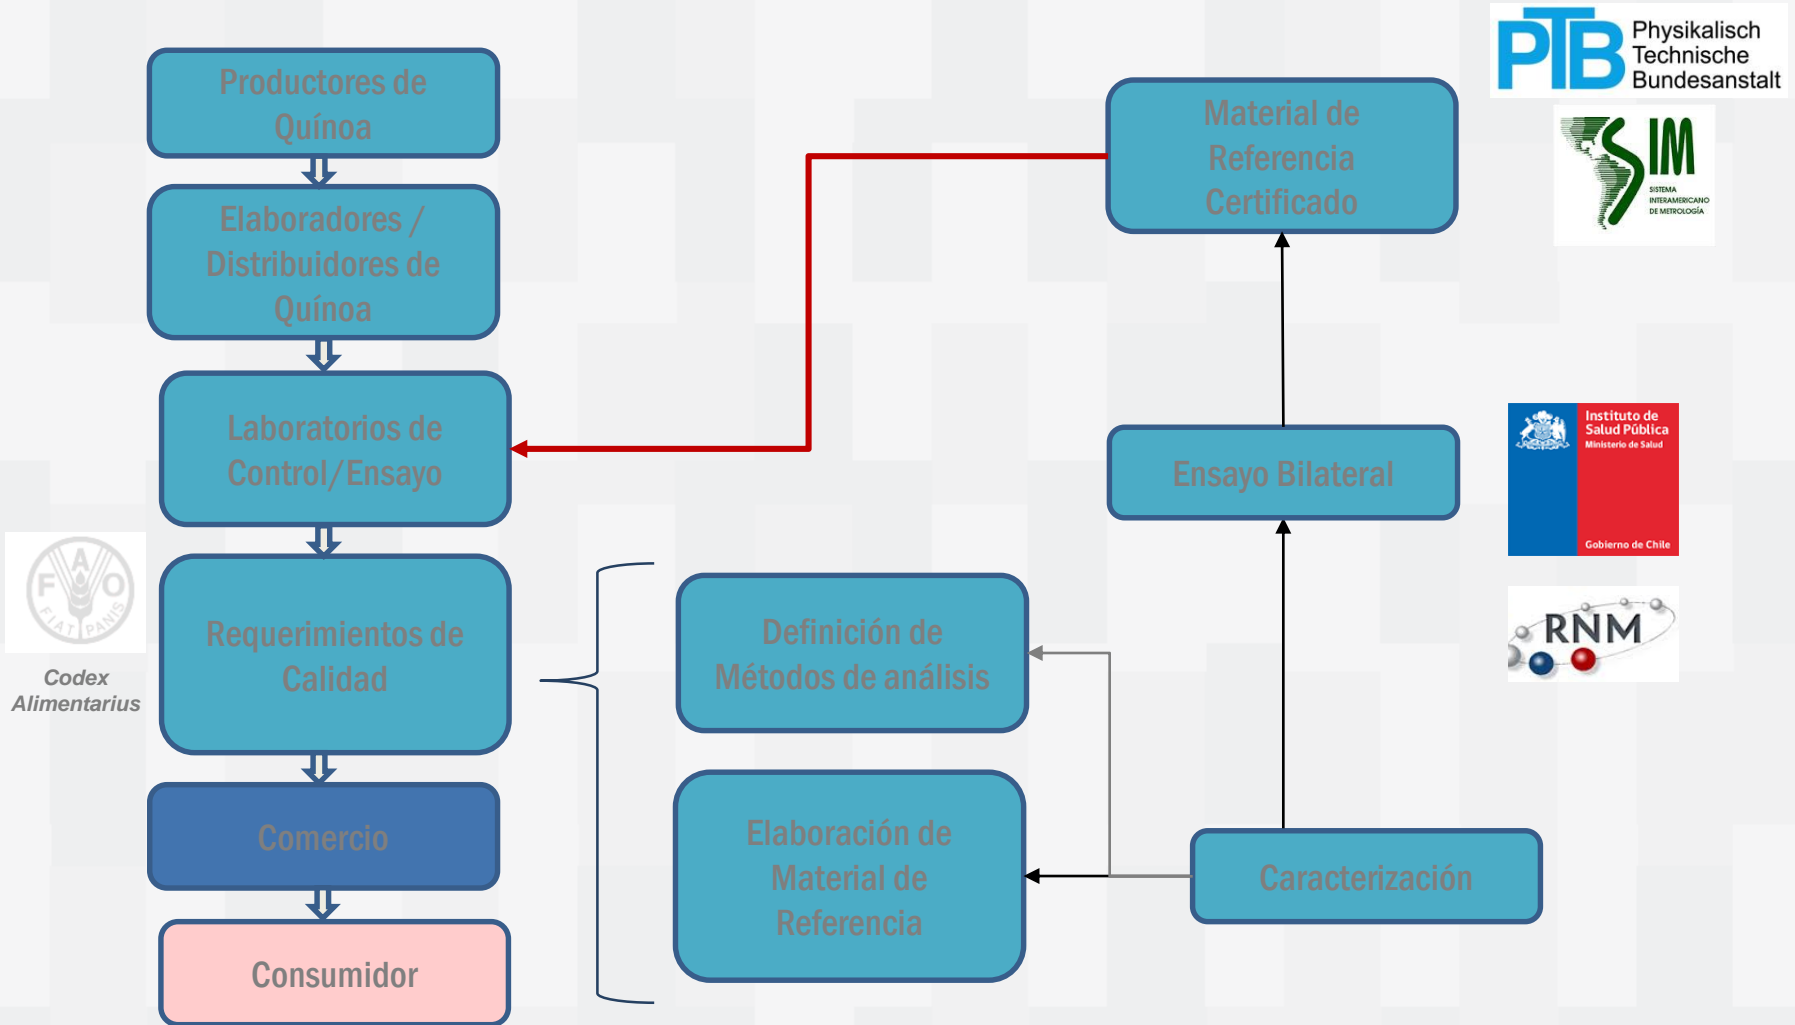 Productores de
Quínoa
Elaboradores /
Distribuidores de
Quínoa
Laboratorios de
Control/Ensayo
Requerimientos de
Calidad
Comercio
Consumidor
FAO
FIAT PANIS
Codex
Alimentarius
Definición de
Métodos de análisis
Elaboración de
Material de
Referencia
Material de
Referencia
Certificado
Ensayo Bilateral
Caracterización
PTB
Physikalisch
Technische
Bundesanstalt
SIM
SISTEMA
INTERAMERICANO
DE METROLOGÍA
Instituto de
Salud Pública
Ministerio de Salud
Gobierno de Chile
RNM